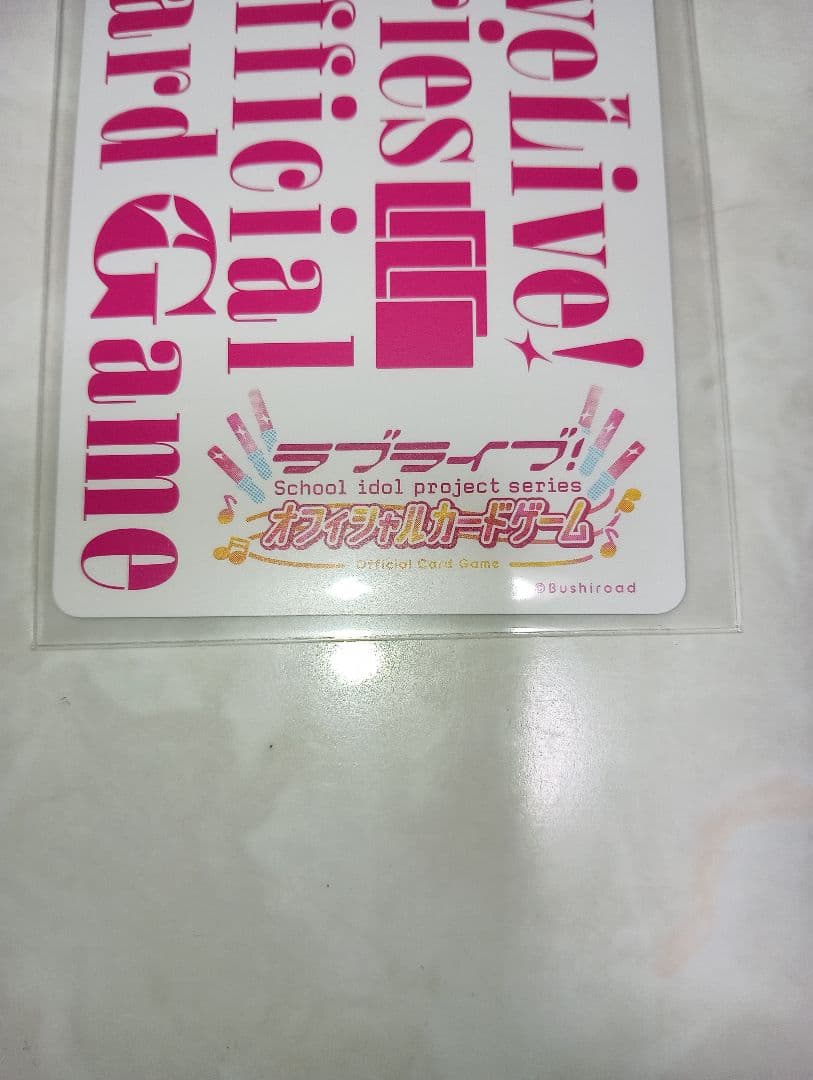 veLive!
ries
fficial
ard Game
ラブライブ!
School idol project series
オフィシャルカードゲーム
Official Card Game
©Bushiroad